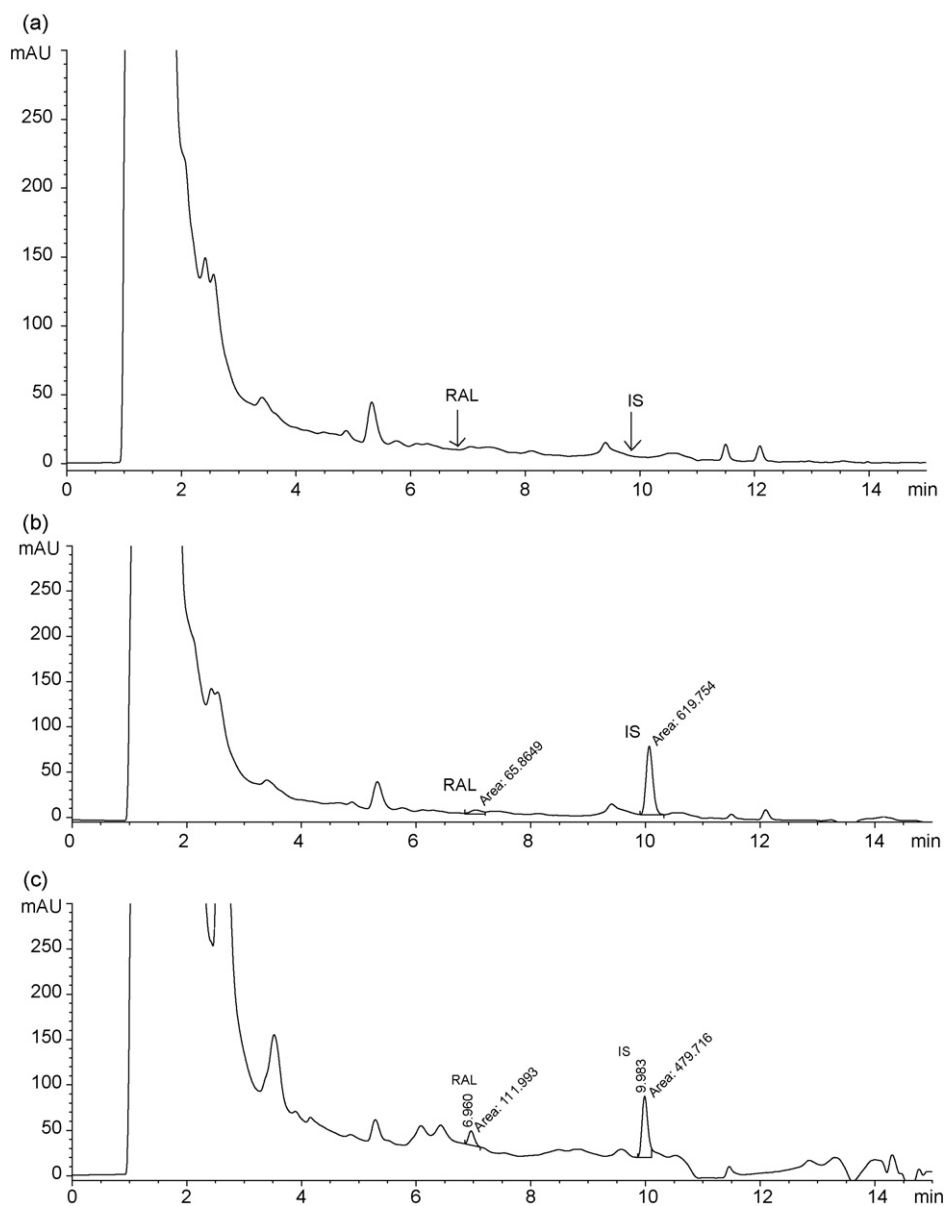 (a)
mAU
250
200
150
100
50
0
RAL
IS
0 2 4 6 8 10 12 14 min
(b)
mAU
250
200
150
100
50
0
RAL
Area: 65.8649
IS
Area: 619.754
0 2 4 6 8 10 12 14 min
(c)
mAU
250
200
150
100
50
0
RAL
6.960
Area: 111.993
IS
9.983
Area: 479.716
0 2 4 6 8 10 12 14 min